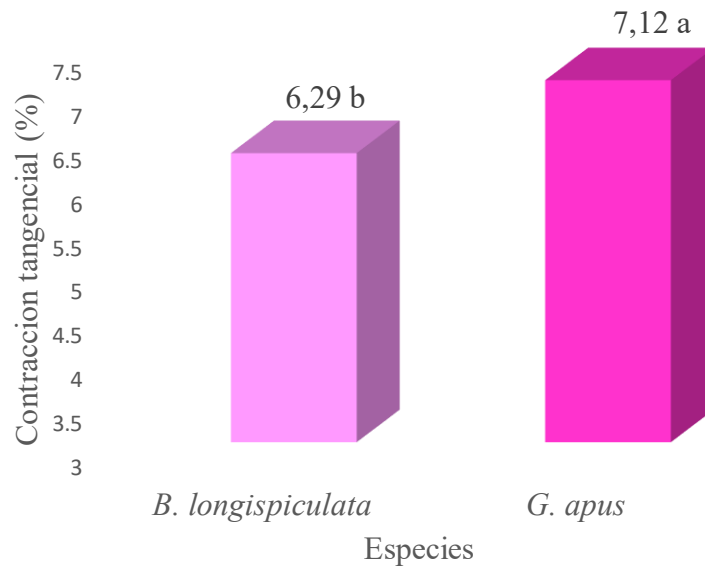 7,12 a
6,29 b
Contraccion tangencial (%)
7.5
7
6.5
6
5.5
5
4.5
4
3.5
3
B. longispiculata
G. apus
Especies